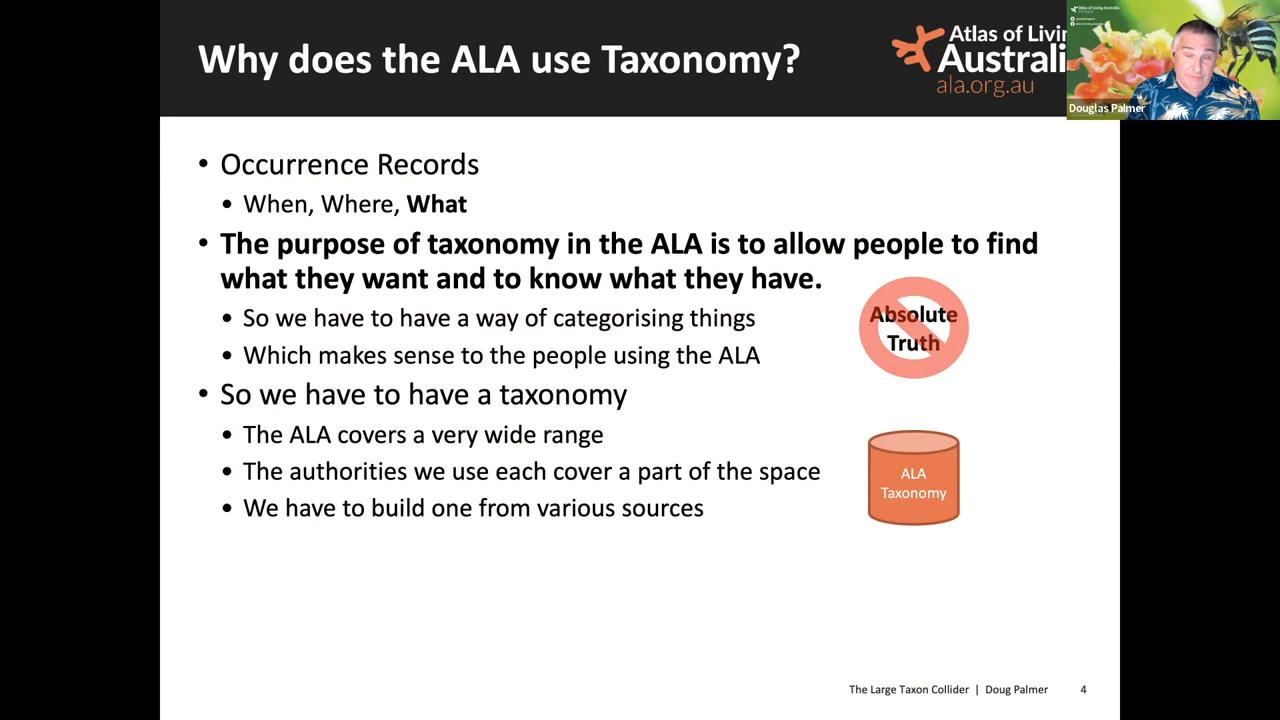 Why does the ALA use Taxonomy?
Atlas of Livin
Australi
ala.org.au
Atlas of Living Australia
Douglas Palmer
• Occurrence Records
• When, Where, What
• The purpose of taxonomy in the ALA is to allow people to find
what they want and to know what they have.
• So we have to have a way of categorising things
• Which makes sense to the people using the ALA
Absolute
Truth
• So we have to have a taxonomy
• The ALA covers a very wide range
• The authorities we use each cover a part of the space
• We have to build one from various sources
ALA
Taxonomy
The Large Taxon Collider | Doug Palmer 4